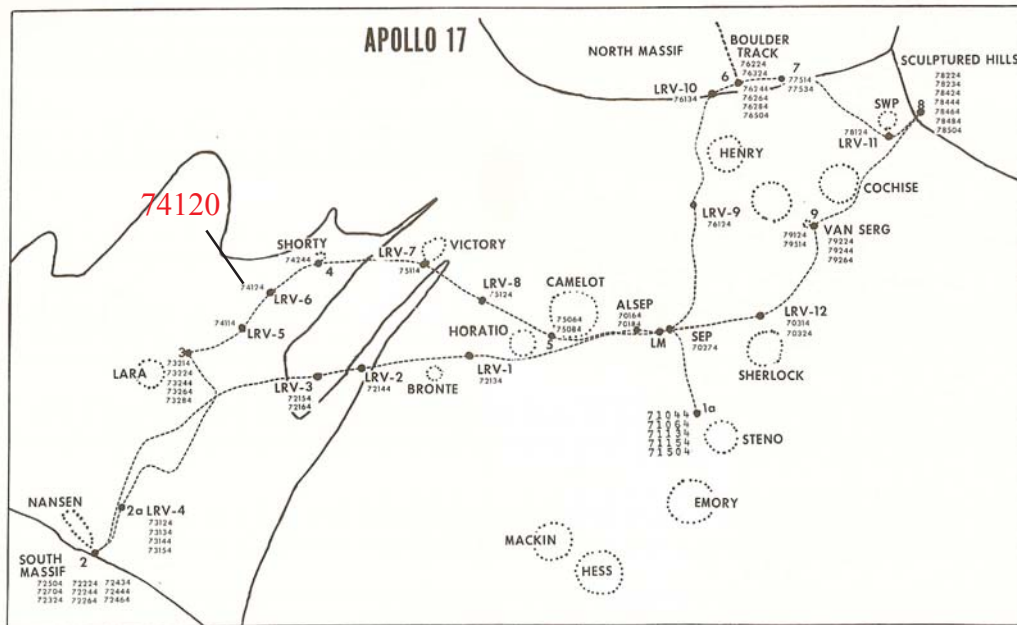 APOLLO 17
NORTH MASSIF
BOULDER
TRACK
76224
76324
6
76244
76264
76284
76504
7
77514
77534
SCULPTURED HILLS
78224
78234
78424
78444
78464
78484
78504
8
LRV-10
76134
SWP
78124
LRV-11
HENRY
COCHISE
74120
LRV-9
76124
9
VAN SERG
79124
79514
79224
79244
79264
SHORTY
74244
4
LRV-7
75114
VICTORY
74124
LRV-6
LRV-8
75124
CAMELOT
75064
75084
5
ALSEP
70164
70184
LM
SEP
70274
LRV-12
70314
70324
74114
LRV-5
HORATIO
SHERLOCK
3
73214
73224
73244
73264
73284
LARA
LRV-3
72154
72164
LRV-2
72144
BRONTE
LRV-1
72134
1a
71044
71064
71134
71154
71504
STENO
EMORY
NANSEN
2a LRV-4
73124
73134
73144
73154
MACKIN
HESS
2
SOUTH
MASSIF
72504 72224 72434
72704 72244 72444
72324 72264 72464